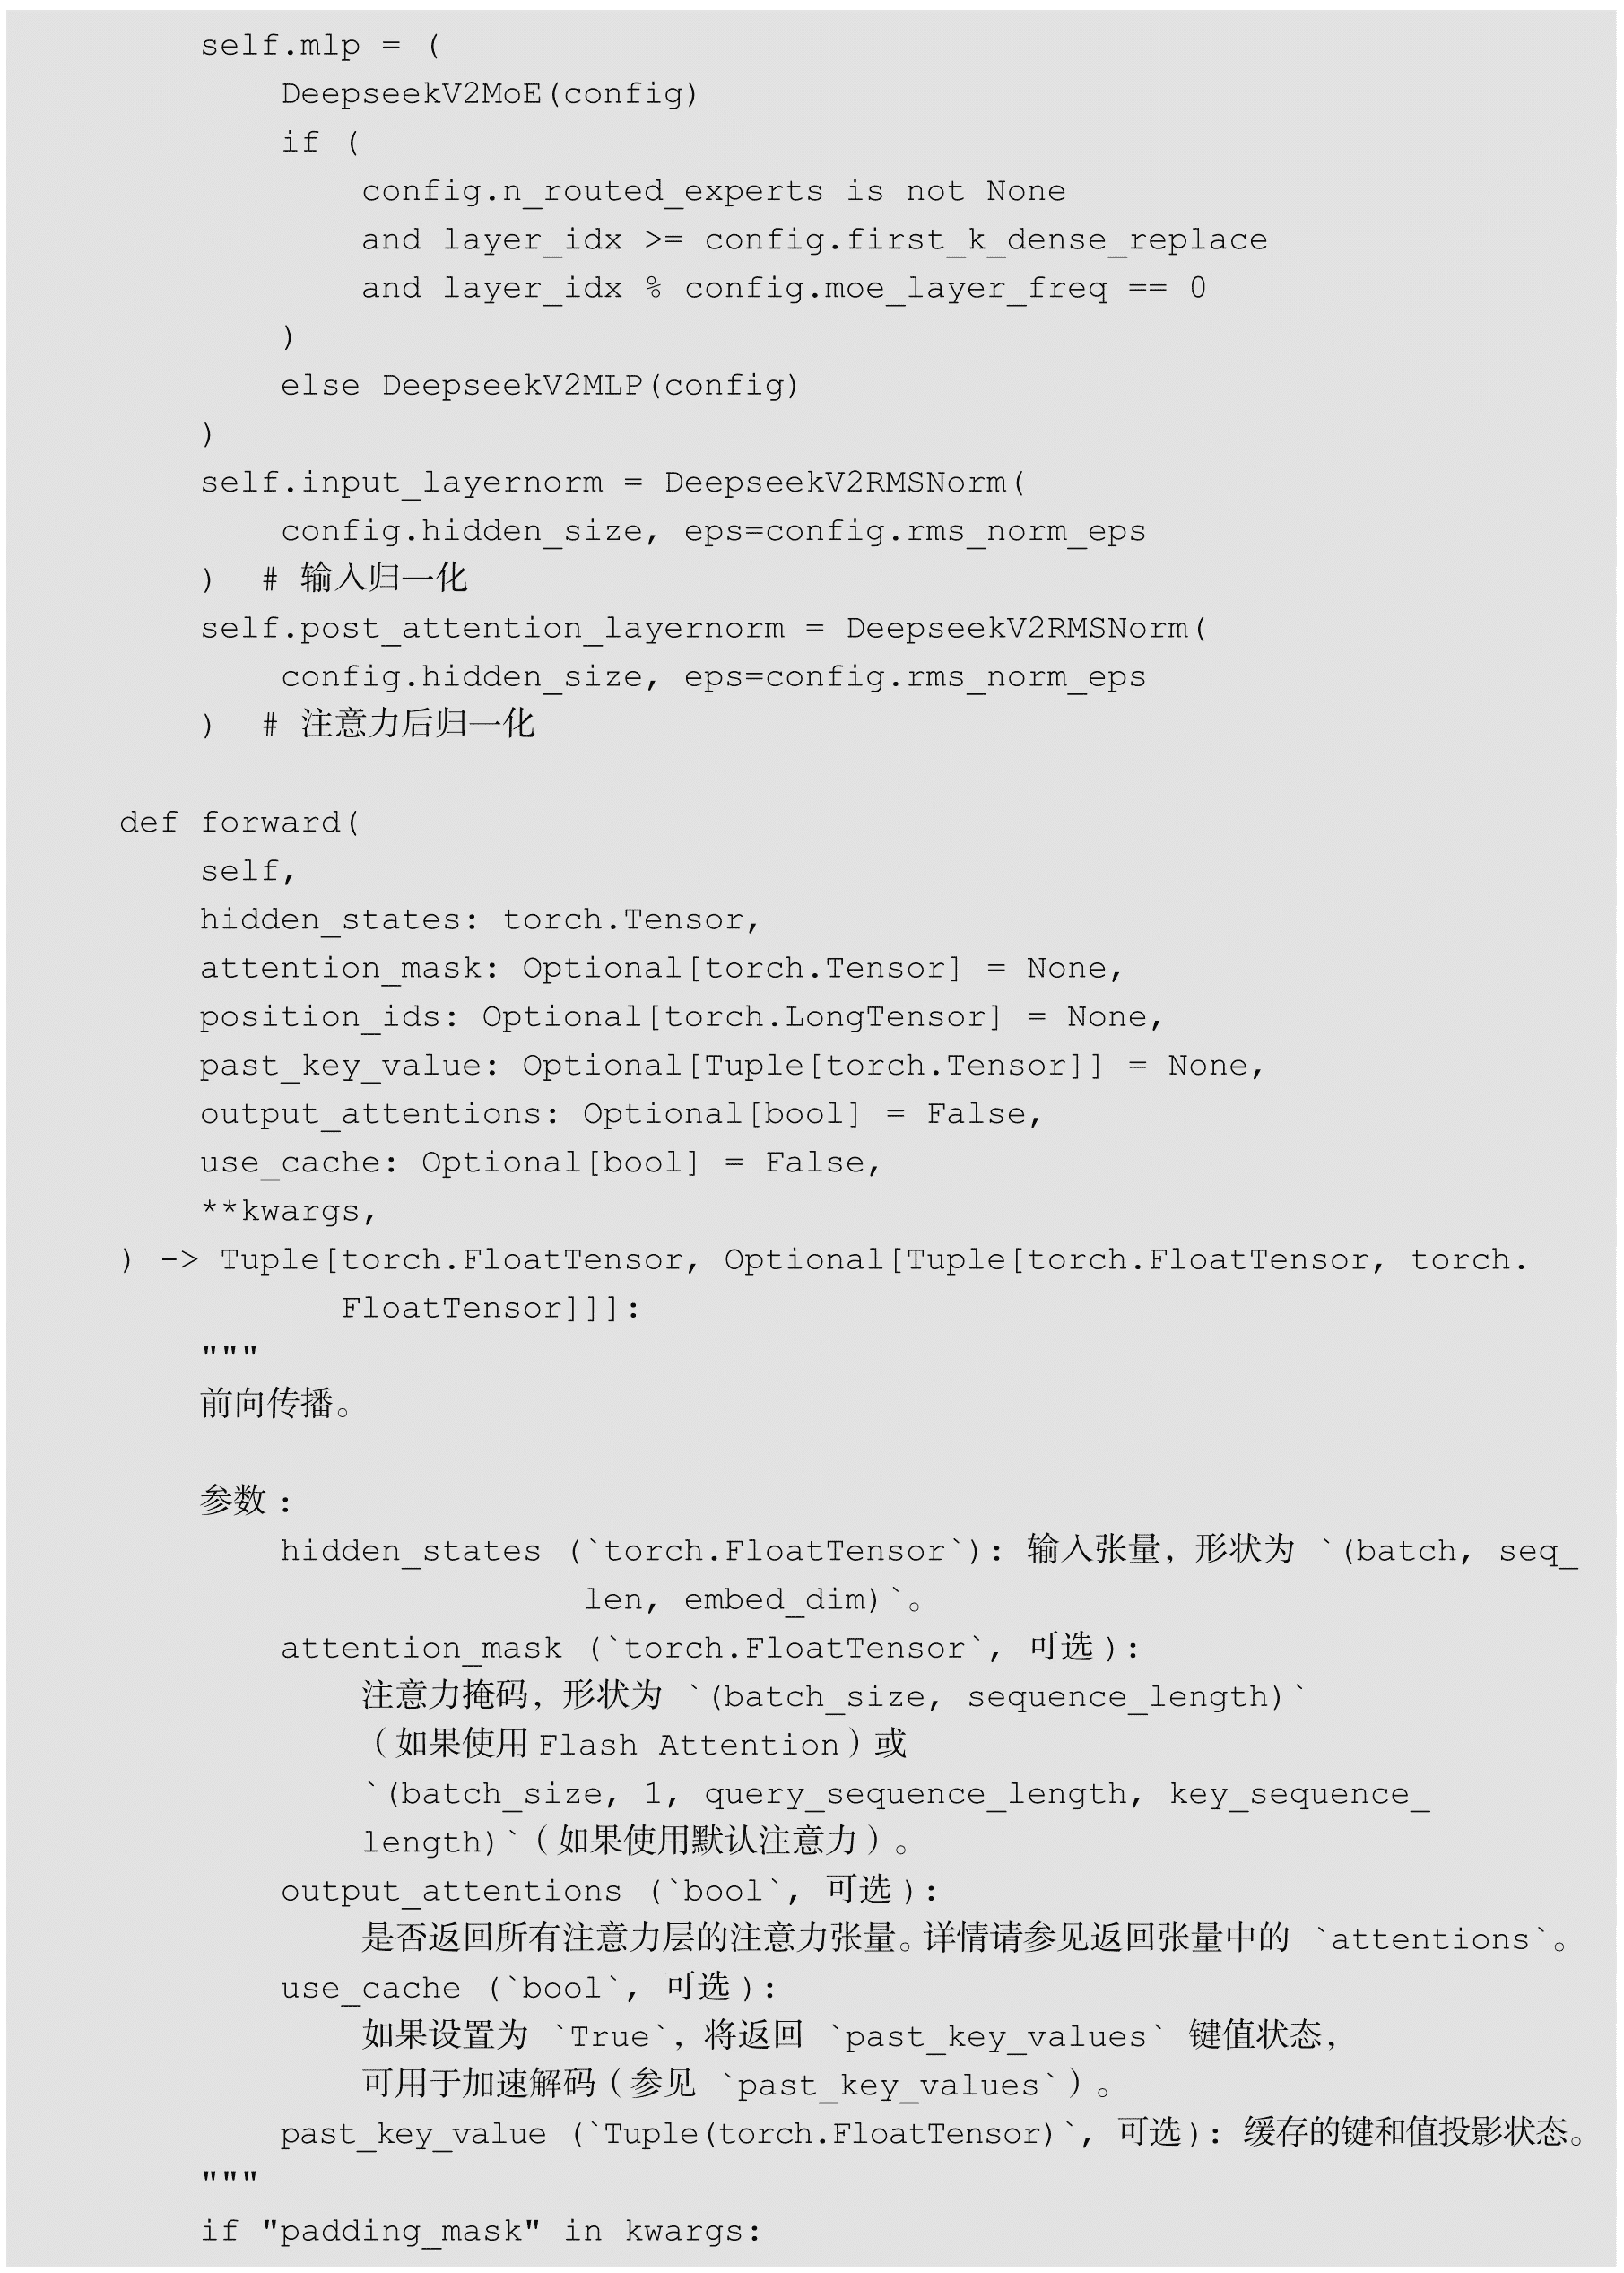 self.mlp = (
DeepseekV2MoE(config)
if (
config.n_routed_experts is not None
and layer_idx >= config.first_k_dense_replace
and layer_idx % config.moe_layer_freq == 0
)
else DeepseekV2MLP(config)
)
self.input_layernorm = DeepseekV2RMSNorm(
config.hidden_size, eps=config.rms_norm_eps
)  # 输入归一化
self.post_attention_layernorm = DeepseekV2RMSNorm(
config.hidden_size, eps=config.rms_norm_eps
)  # 注意力后归一化
def forward(
self,
hidden_states: torch.Tensor,
attention_mask: Optional[torch.Tensor] = None,
position_ids: Optional[torch.LongTensor] = None,
past_key_value: Optional[Tuple[torch.Tensor]] = None,
output_attentions: Optional[bool] = False,
use_cache: Optional[bool] = False,
**kwargs,
) -> Tuple[torch.FloatTensor, Optional[Tuple[torch.FloatTensor, torch.
FloatTensor]]]:
"""
前向传播。
参数：
hidden_states (`torch.FloatTensor`): 输入张量，形状为 `(batch, seq_
len, embed_dim)`。
attention_mask (`torch.FloatTensor`, 可选):
注意力掩码，形状为 `(batch_size, sequence_length)`
（如果使用Flash Attention）或
`(batch_size, 1, query_sequence_length, key_sequence_
length)`（如果使用默认注意力）。
output_attentions (`bool`, 可选):
是否返回所有注意力层的注意力张量。详情请参见返回张量中的 `attentions`。
use_cache (`bool`, 可选):
如果设置为 `True`，将返回 `past_key_values` 键值状态，
可用于加速解码（参见 `past_key_values`）。
past_key_value (`Tuple(torch.FloatTensor)`, 可选): 缓存的键和值投影状态。
"""
if "padding_mask" in kwargs: